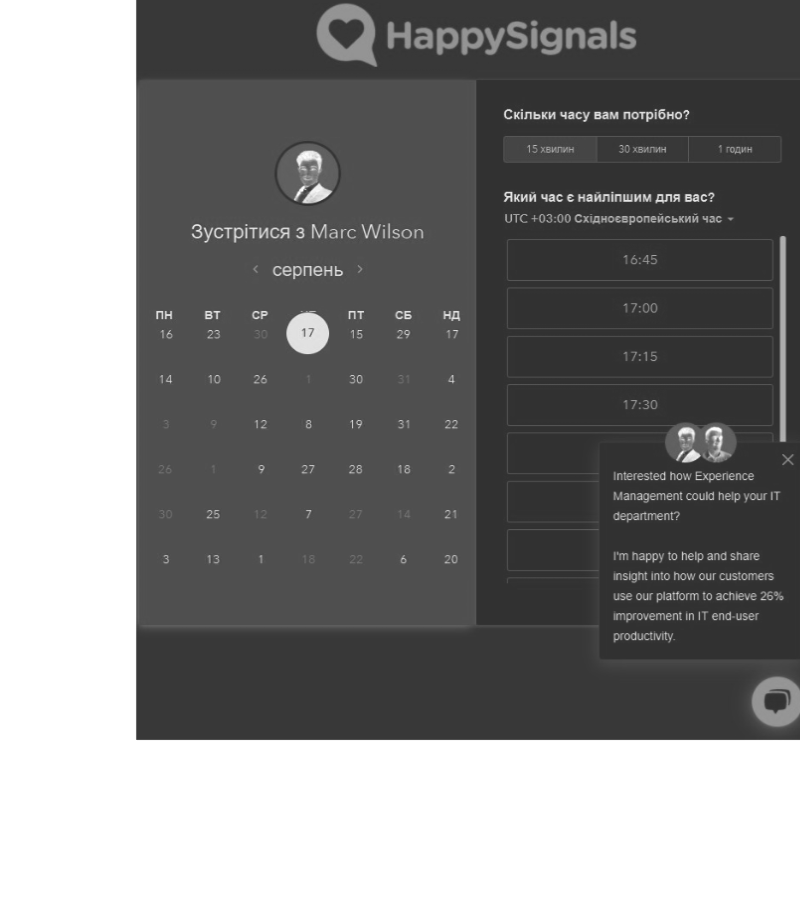 HappySignals
Зустрітися з Marc Wilson
серпень
ПН ВТ СР ПТ СБ НД
16 23 30 17 15 29 17
14 10 26 1 30 31 4
3 9 12 8 19 31 22
26 1 9 27 28 18 2
30 25 12 7 27 14 21
3 13 1 18 22 6 20
Скільки часу вам потрібно?
15 хвилин 30 хвилин 1 годин
Який час є найліпшим для вас?
UTC +03:00 Східноєвропейський час
16:45
17:00
17:15
17:30
Interested how Experience
Management could help your IT
department?
I'm happy to help and share
insight into how our customers
use our platform to achieve 26%
improvement in IT end-user
productivity.